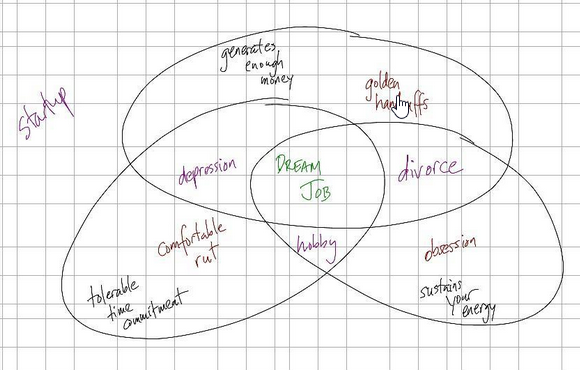 startup
generates
enough
money
golden
handcuffs
depression
DREAM
JOB
divorce
comfortable
rut
hobby
obsession
tolerable
time
commitment
sustains
your
energy